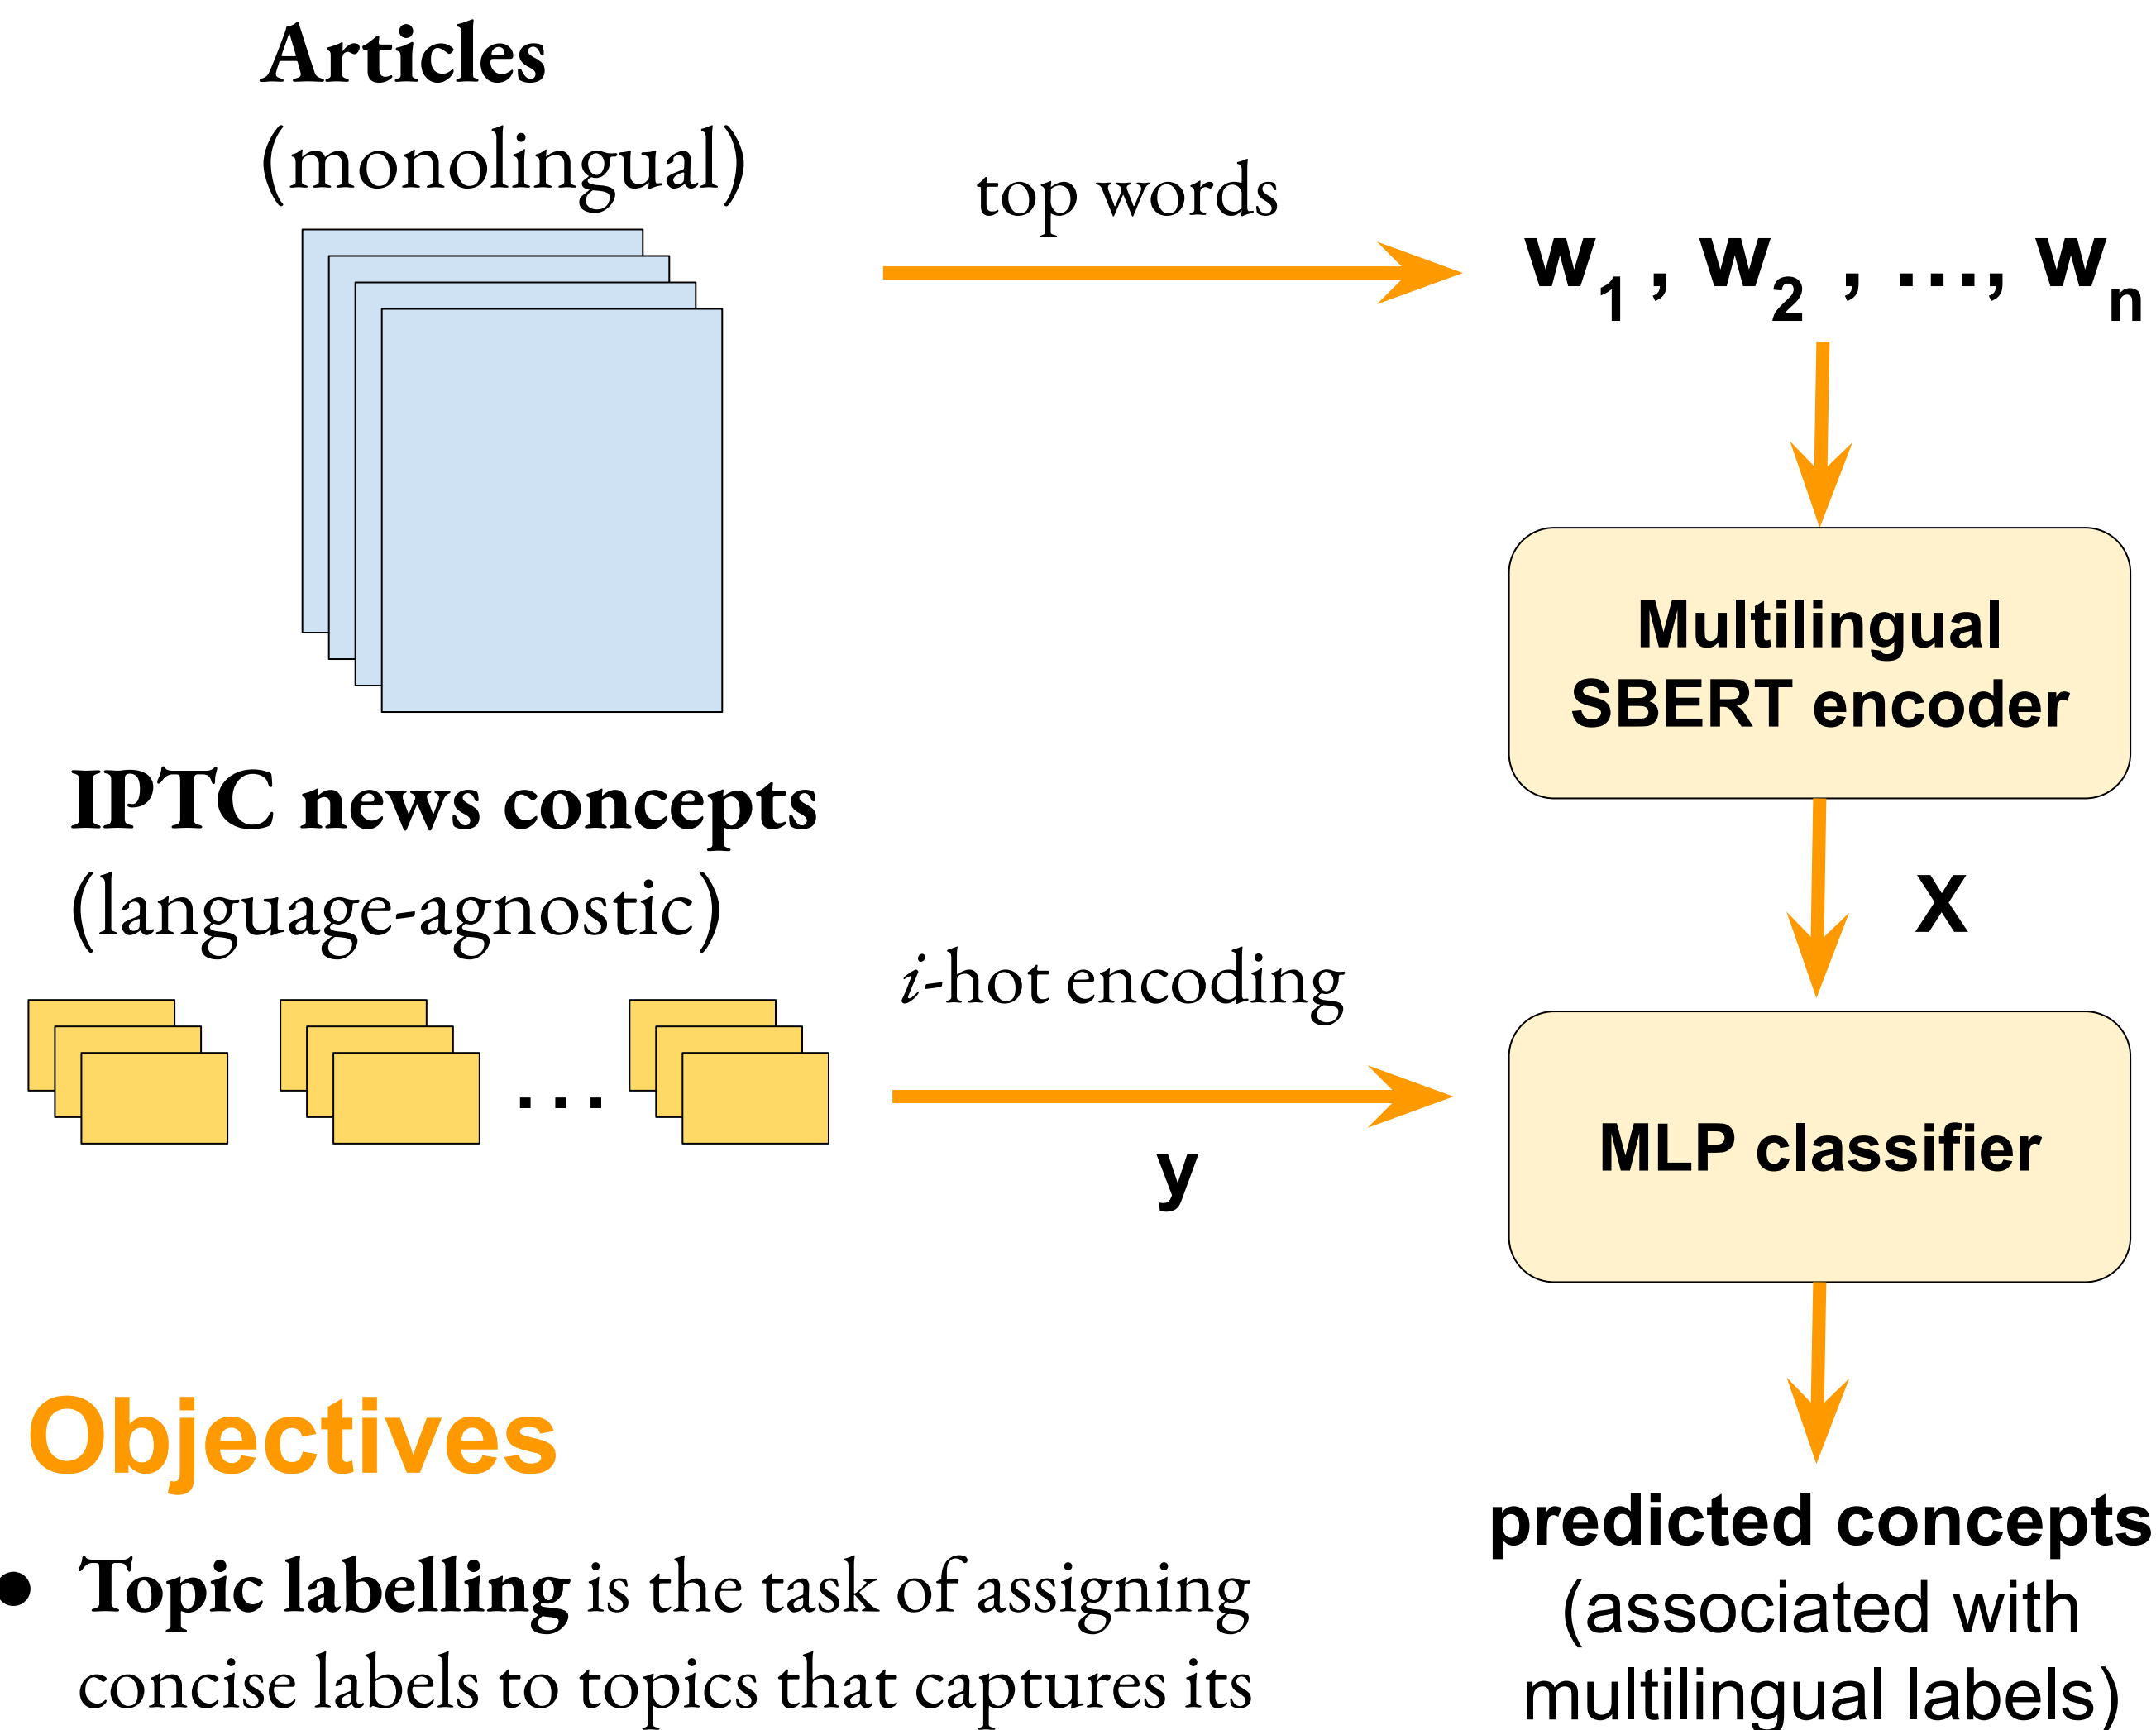 Articles
(monolingual)
top words
w1 , w2 , ..., wn
Multilingual
SBERT encoder
IPTC news concepts
(language-agnostic)
X
i-hot encoding
...
y
MLP classifier
Objectives
predicted concepts
(associated with
multilingual labels)
• Topic labelling is the task of assigning
concise labels to topics that captures its